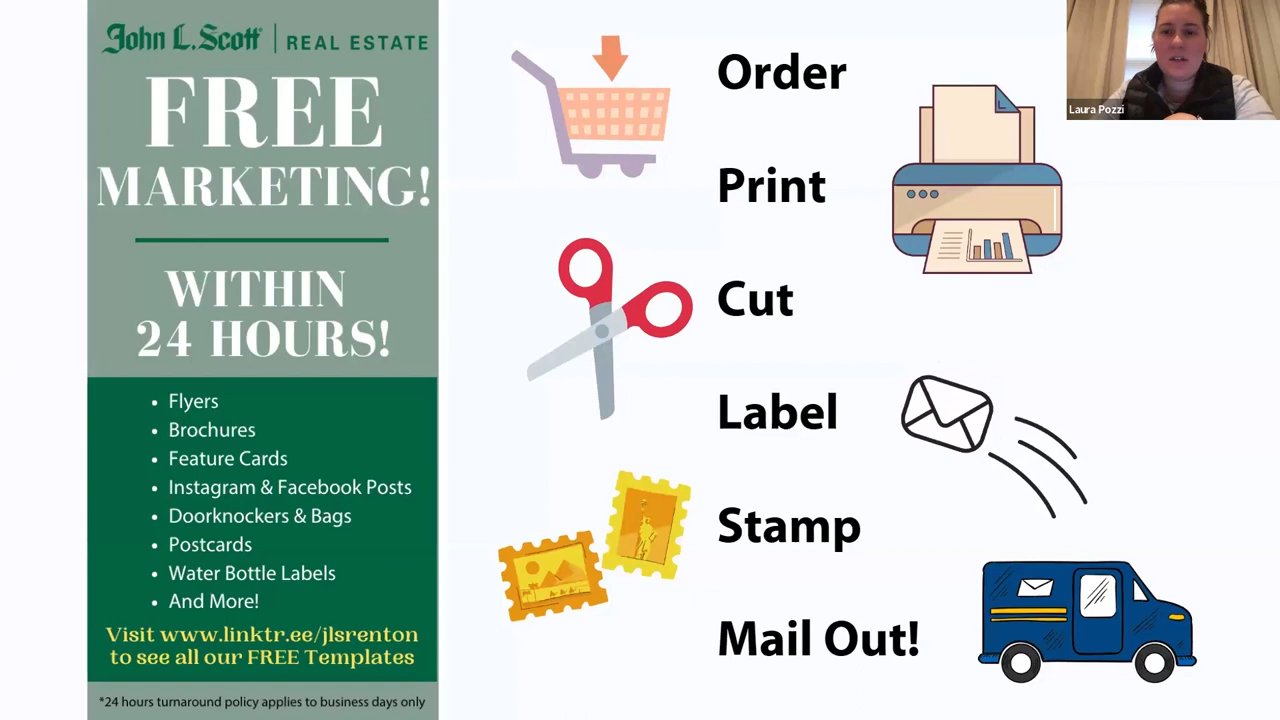 John L. Scott | REAL ESTATE
FREE
MARKETING!
WITHIN
24 HOURS!
• Flyers
• Brochures
• Feature Cards
• Instagram & Facebook Posts
• Doorknockers & Bags
• Postcards
• Water Bottle Labels
• And More!
Visit www.linktr.ee/jlsrenton
to see all our FREE Templates
*24 hours turnaround policy applies to business days only
Order
Print
Cut
Label
Stamp
Mail Out!
Laura Pozzi